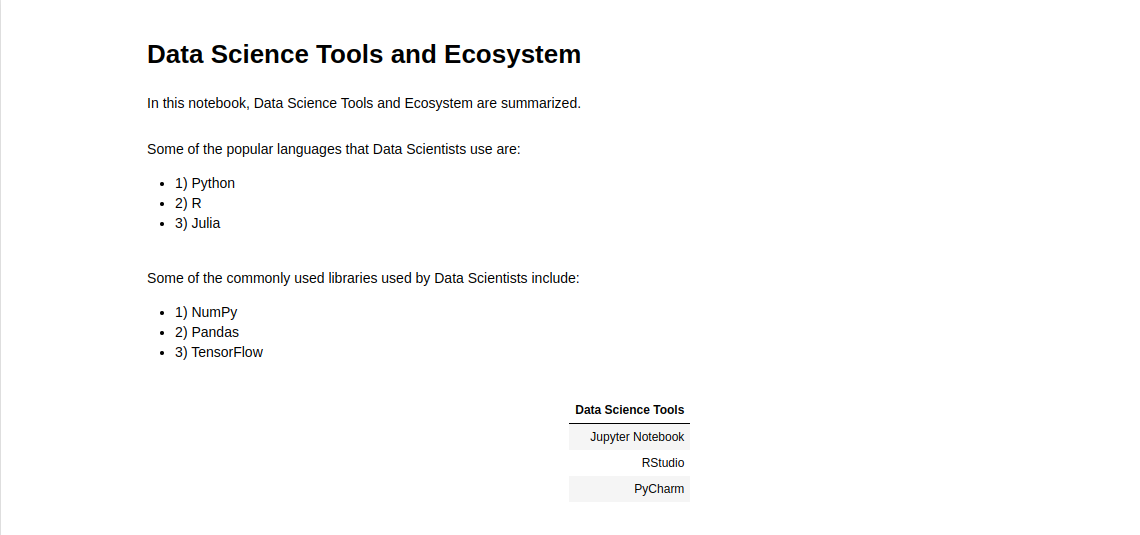 Data Science Tools and Ecosystem
In this notebook, Data Science Tools and Ecosystem are summarized.
Some of the popular languages that Data Scientists use are:
• 1) Python
• 2) R
• 3) Julia
Some of the commonly used libraries used by Data Scientists include:
• 1) NumPy
• 2) Pandas
• 3) TensorFlow
Data Science Tools
Jupyter Notebook
RStudio
PyCharm